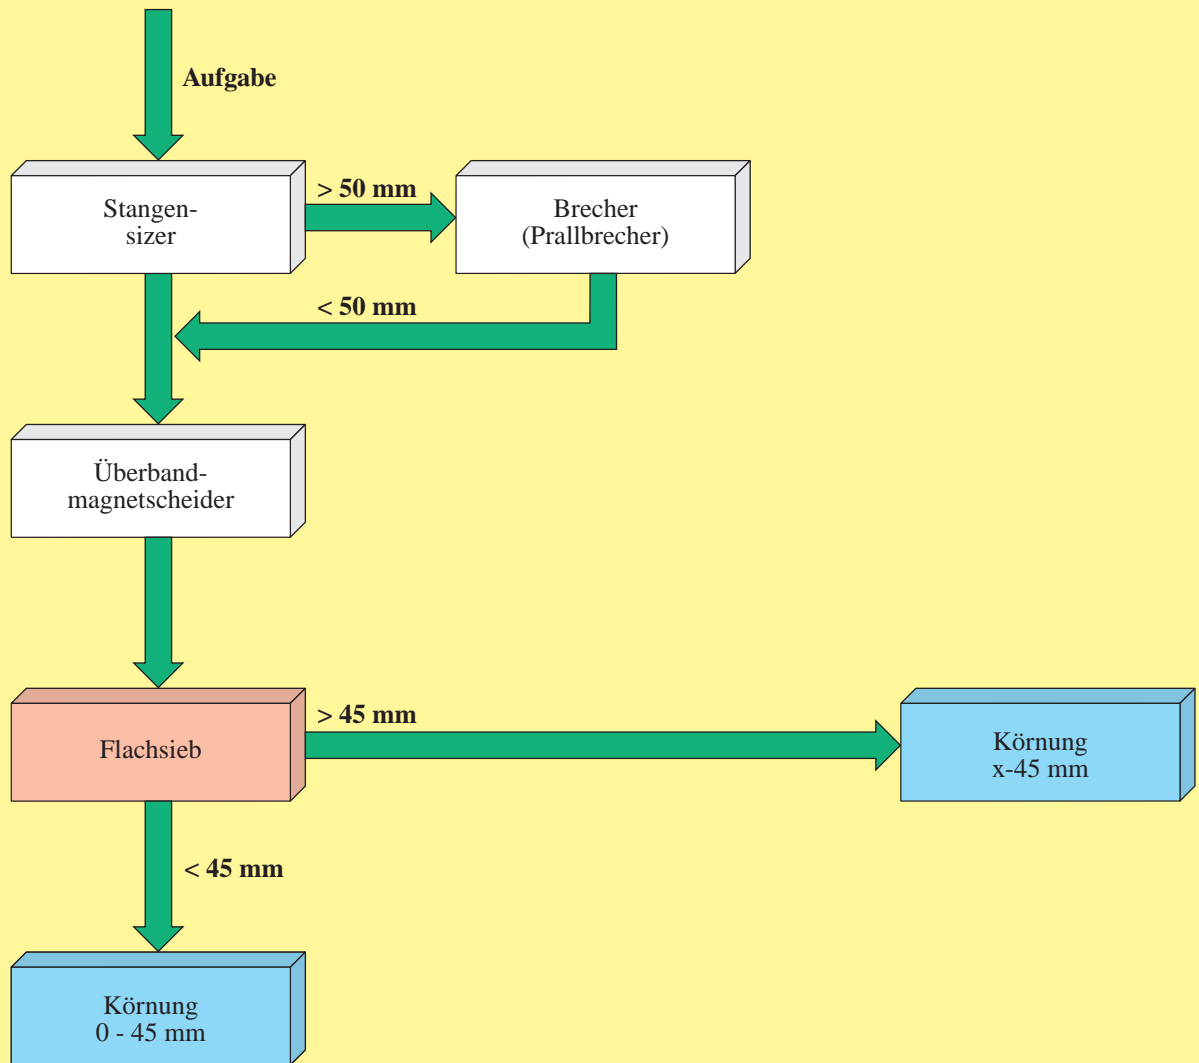 Aufgabe
Stangen-
sizer
> 50 mm
Brecher
(Prallbrecher)
< 50 mm
Überband-
magnetscheider
Flachsieb
> 45 mm
Körnung
x-45 mm
< 45 mm
Körnung
0 - 45 mm